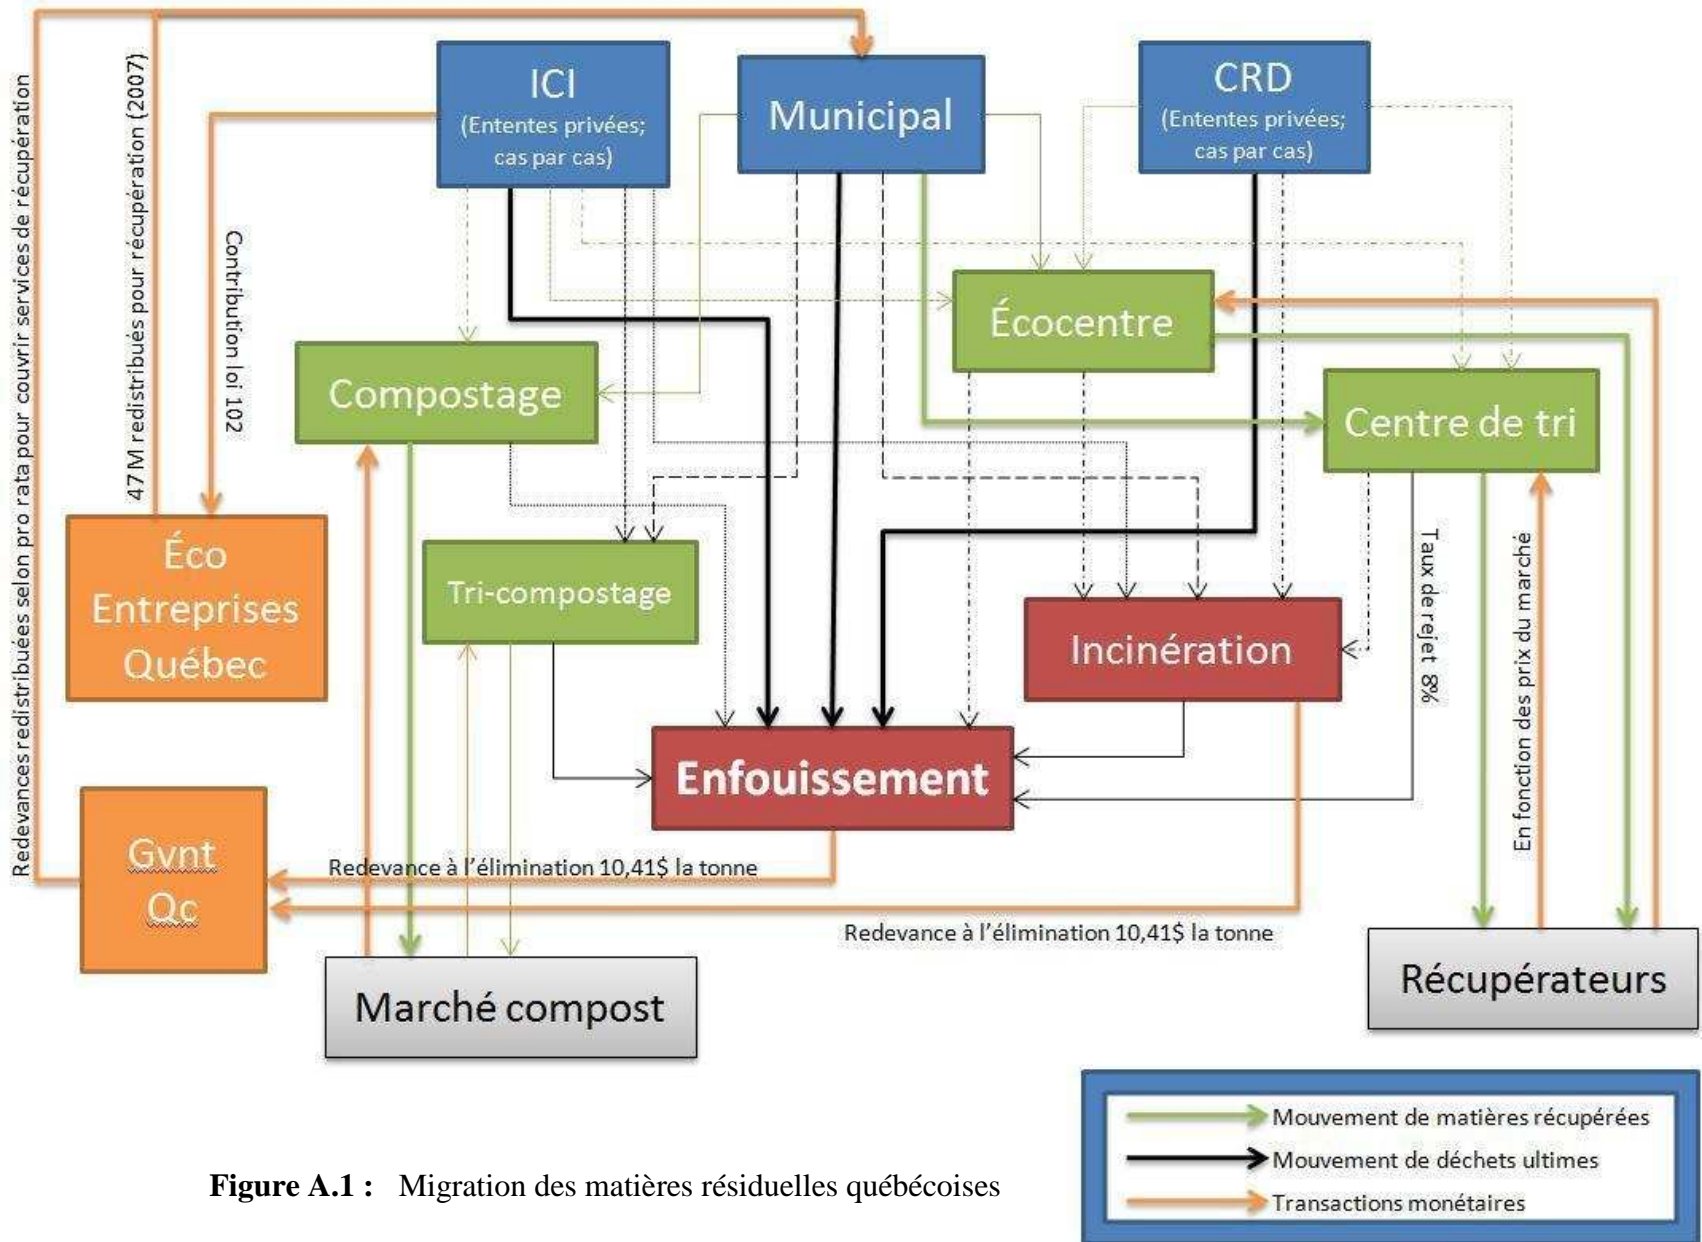 Redevances redistribuées selon pro rata pour couvrir services de récupération
47 M redistribués pour récupération (2007)
Contribution loi 102
ICI
(Ententes privées;
cas par cas)
Municipal
CRD
(Ententes privées;
cas par cas)
Écocentre
Compostage
Centre de tri
Éco
Entreprises
Québec
Tri-compostage
Incinération
Taux de rejet 8%
En fonction des prix du marché
Enfouissement
Gvnt
Qc
Redevance à l'élimination 10,41$ la tonne
Redevance à l'élimination 10,41$ la tonne
Marché compost
Récupérateurs
Mouvement de matières récupérées
Mouvement de déchets ultimes
Transactions monétaires
Figure A.1 : Migration des matières résiduelles québécoises